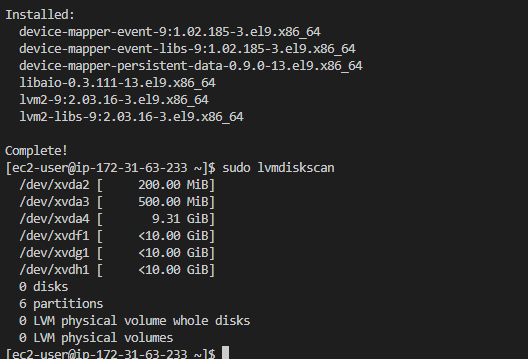 Installed:
  device-mapper-event-9:1.02.185-3.el9.x86_64
  device-mapper-event-libs-9:1.02.185-3.el9.x86_64
  device-mapper-persistent-data-0.9.0-13.el9.x86_64
  libaio-0.3.111-13.el9.x86_64
  lvm2-9:2.03.16-3.el9.x86_64
  lvm2-libs-9:2.03.16-3.el9.x86_64

Complete!
[ec2-user@ip-172-31-63-233 ~]$ sudo lvmdiskscan
  /dev/xvda2 [     200.00 MiB]
  /dev/xvda3 [     500.00 MiB]
  /dev/xvda4 [       9.31 GiB]
  /dev/xvdf1 [     <10.00 GiB]
  /dev/xvdg1 [     <10.00 GiB]
  /dev/xvdh1 [     <10.00 GiB]
  0 disks
  6 partitions
  0 LVM physical volume whole disks
  0 LVM physical volumes
[ec2-user@ip-172-31-63-233 ~]$